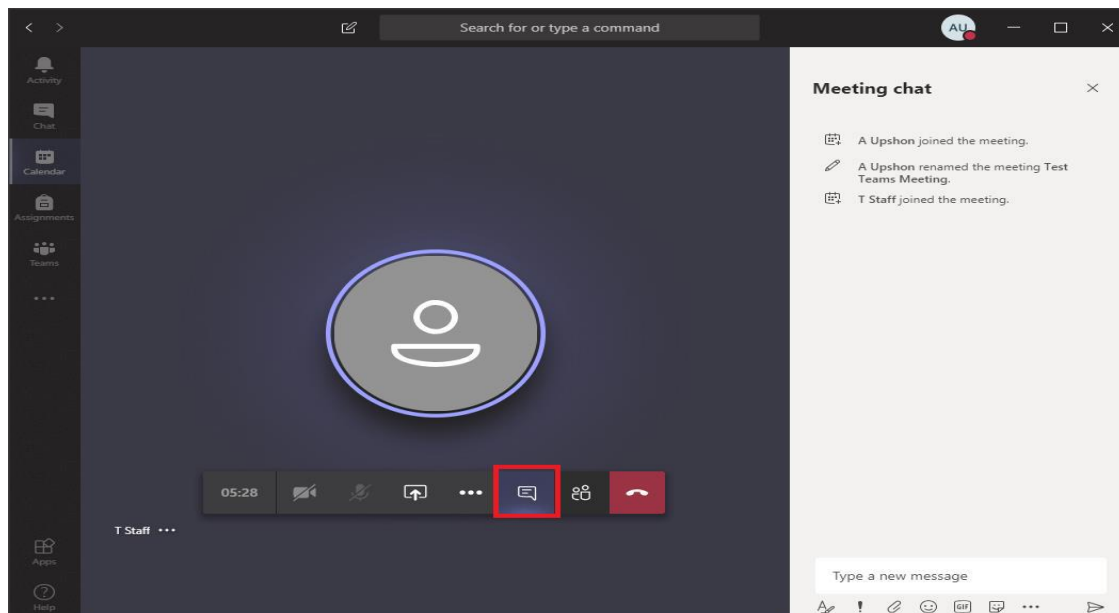 Search for or type a command
AU
Activity
Chat
Calendar
Assignments
Teams
Apps
Help
05:28
T Staff
Meeting chat
A Upshon joined the meeting.
A Upshon renamed the meeting Test
Teams Meeting.
T Staff joined the meeting.
Type a new message
GIF